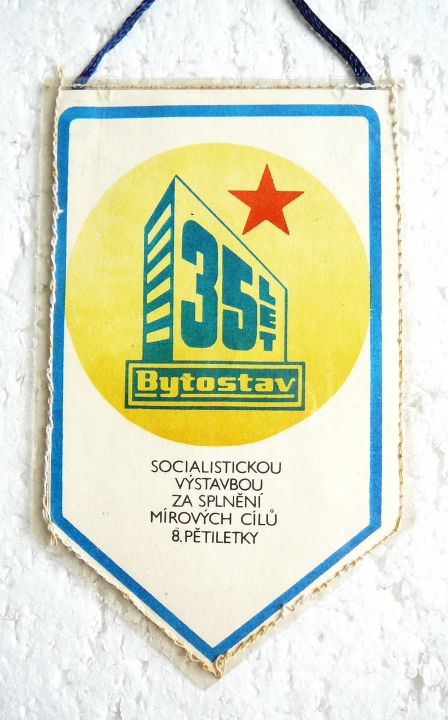 35
LET
Bytostav
SOCIALISTICKOU
VÝSTAVBOU
ZA SPLNĚNÍ
MÍROVÝCH CÍLŮ
8. PĚTILETKY